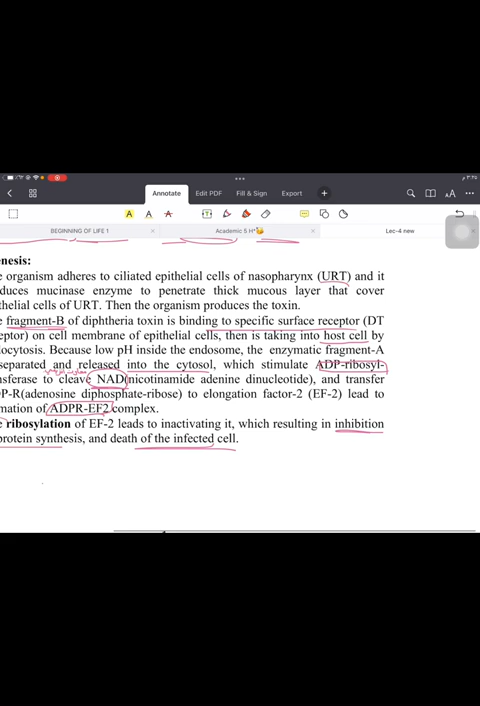 ٣:٢٥ م
Annotate Edit PDF Fill & Sign Export
BEGINNING OF LIFE 1 Academic 5 H* Lec-4 new
enesis:
e organism adheres to ciliated epithelial cells of nasopharynx (URT) and it
duces mucinase enzyme to penetrate thick mucous layer that cover
thelial cells of URT. Then the organism produces the toxin.
e fragment-B of diphtheria toxin is binding to specific surface receptor (DT
eptor) on cell membrane of epithelial cells, then is taking into host cell by
docytosis. Because low pH inside the endosome, the enzymatic fragment-A
separated and released into the cytosol, which stimulate ADP-ribosyl-
nsferase to cleave NAD(nicotinamide adenine dinucleotide), and transfer
DP-R(adenosine diphosphate-ribose) to elongation factor-2 (EF-2) lead to
mation of ADPR-EF2 complex.
e ribosylation of EF-2 leads to inactivating it, which resulting in inhibition
protein synthesis, and death of the infected cell.